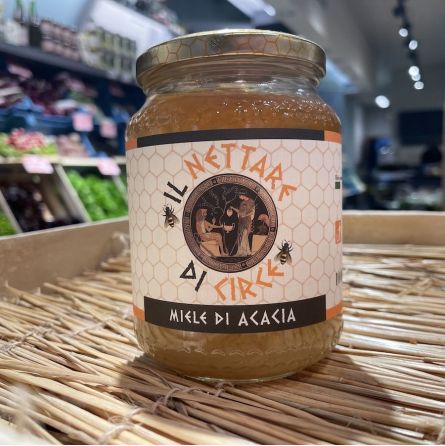 IL NETTARE
DI CIRCE
MIELE DI ACACIA